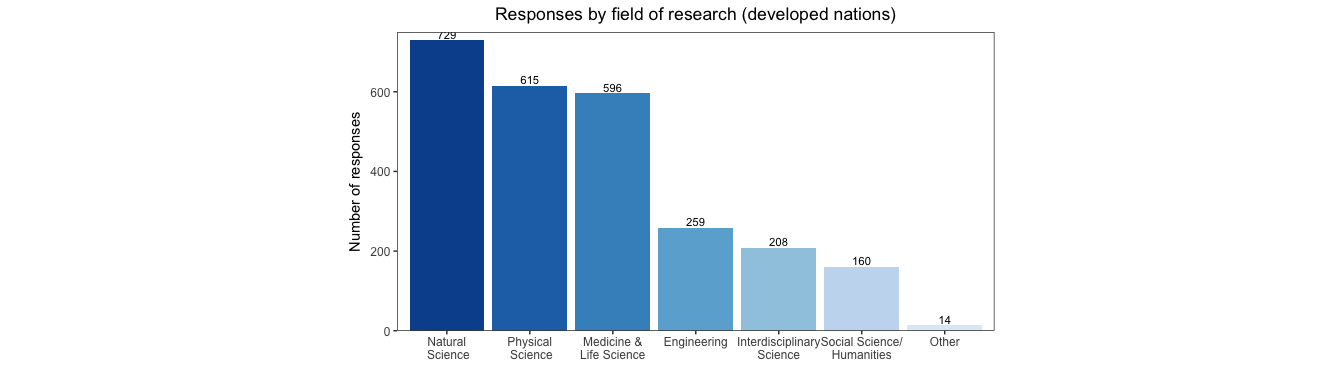 Responses by field of research (developed nations)
Number of responses
600
400
200
0
729
615
596
259
208
160
14
Natural
Science
Physical
Science
Medicine &
Life Science
Engineering
Interdisciplinary
Science
Social Science/
Humanities
Other